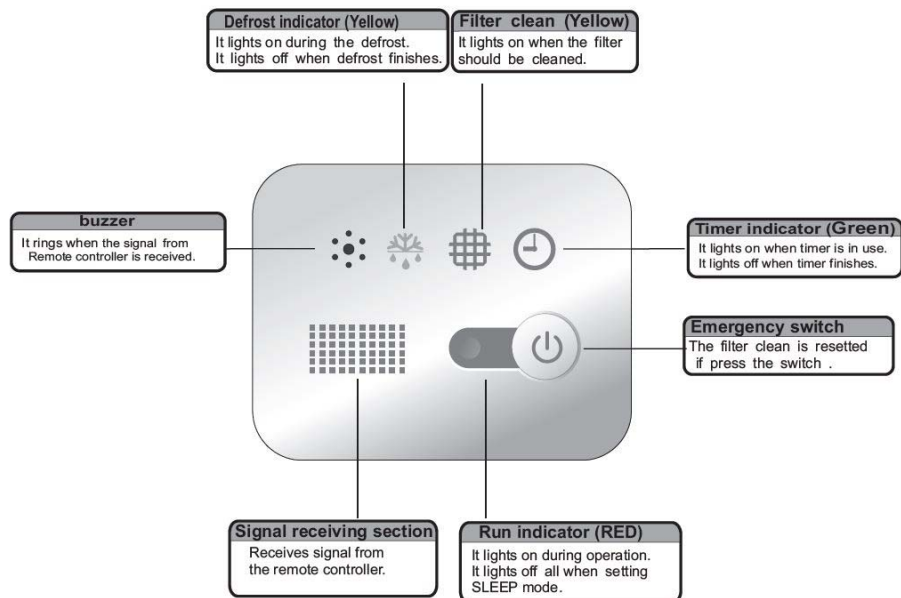 Defrost indicator (Yellow)
It lights on during the defrost.
It lights off when defrost finishes.
Filter clean (Yellow)
It lights on when the filter
should be cleaned.
buzzer
It rings when the signal from
Remote controller is received.
Timer indicator (Green)
It lights on when timer is in use.
It lights off when timer finishes.
Emergency switch
The filter clean is resetted
if press the switch .
Signal receiving section
Receives signal from
the remote controller.
Run indicator (RED)
It lights on during operation.
It lights off all when setting
SLEEP mode.